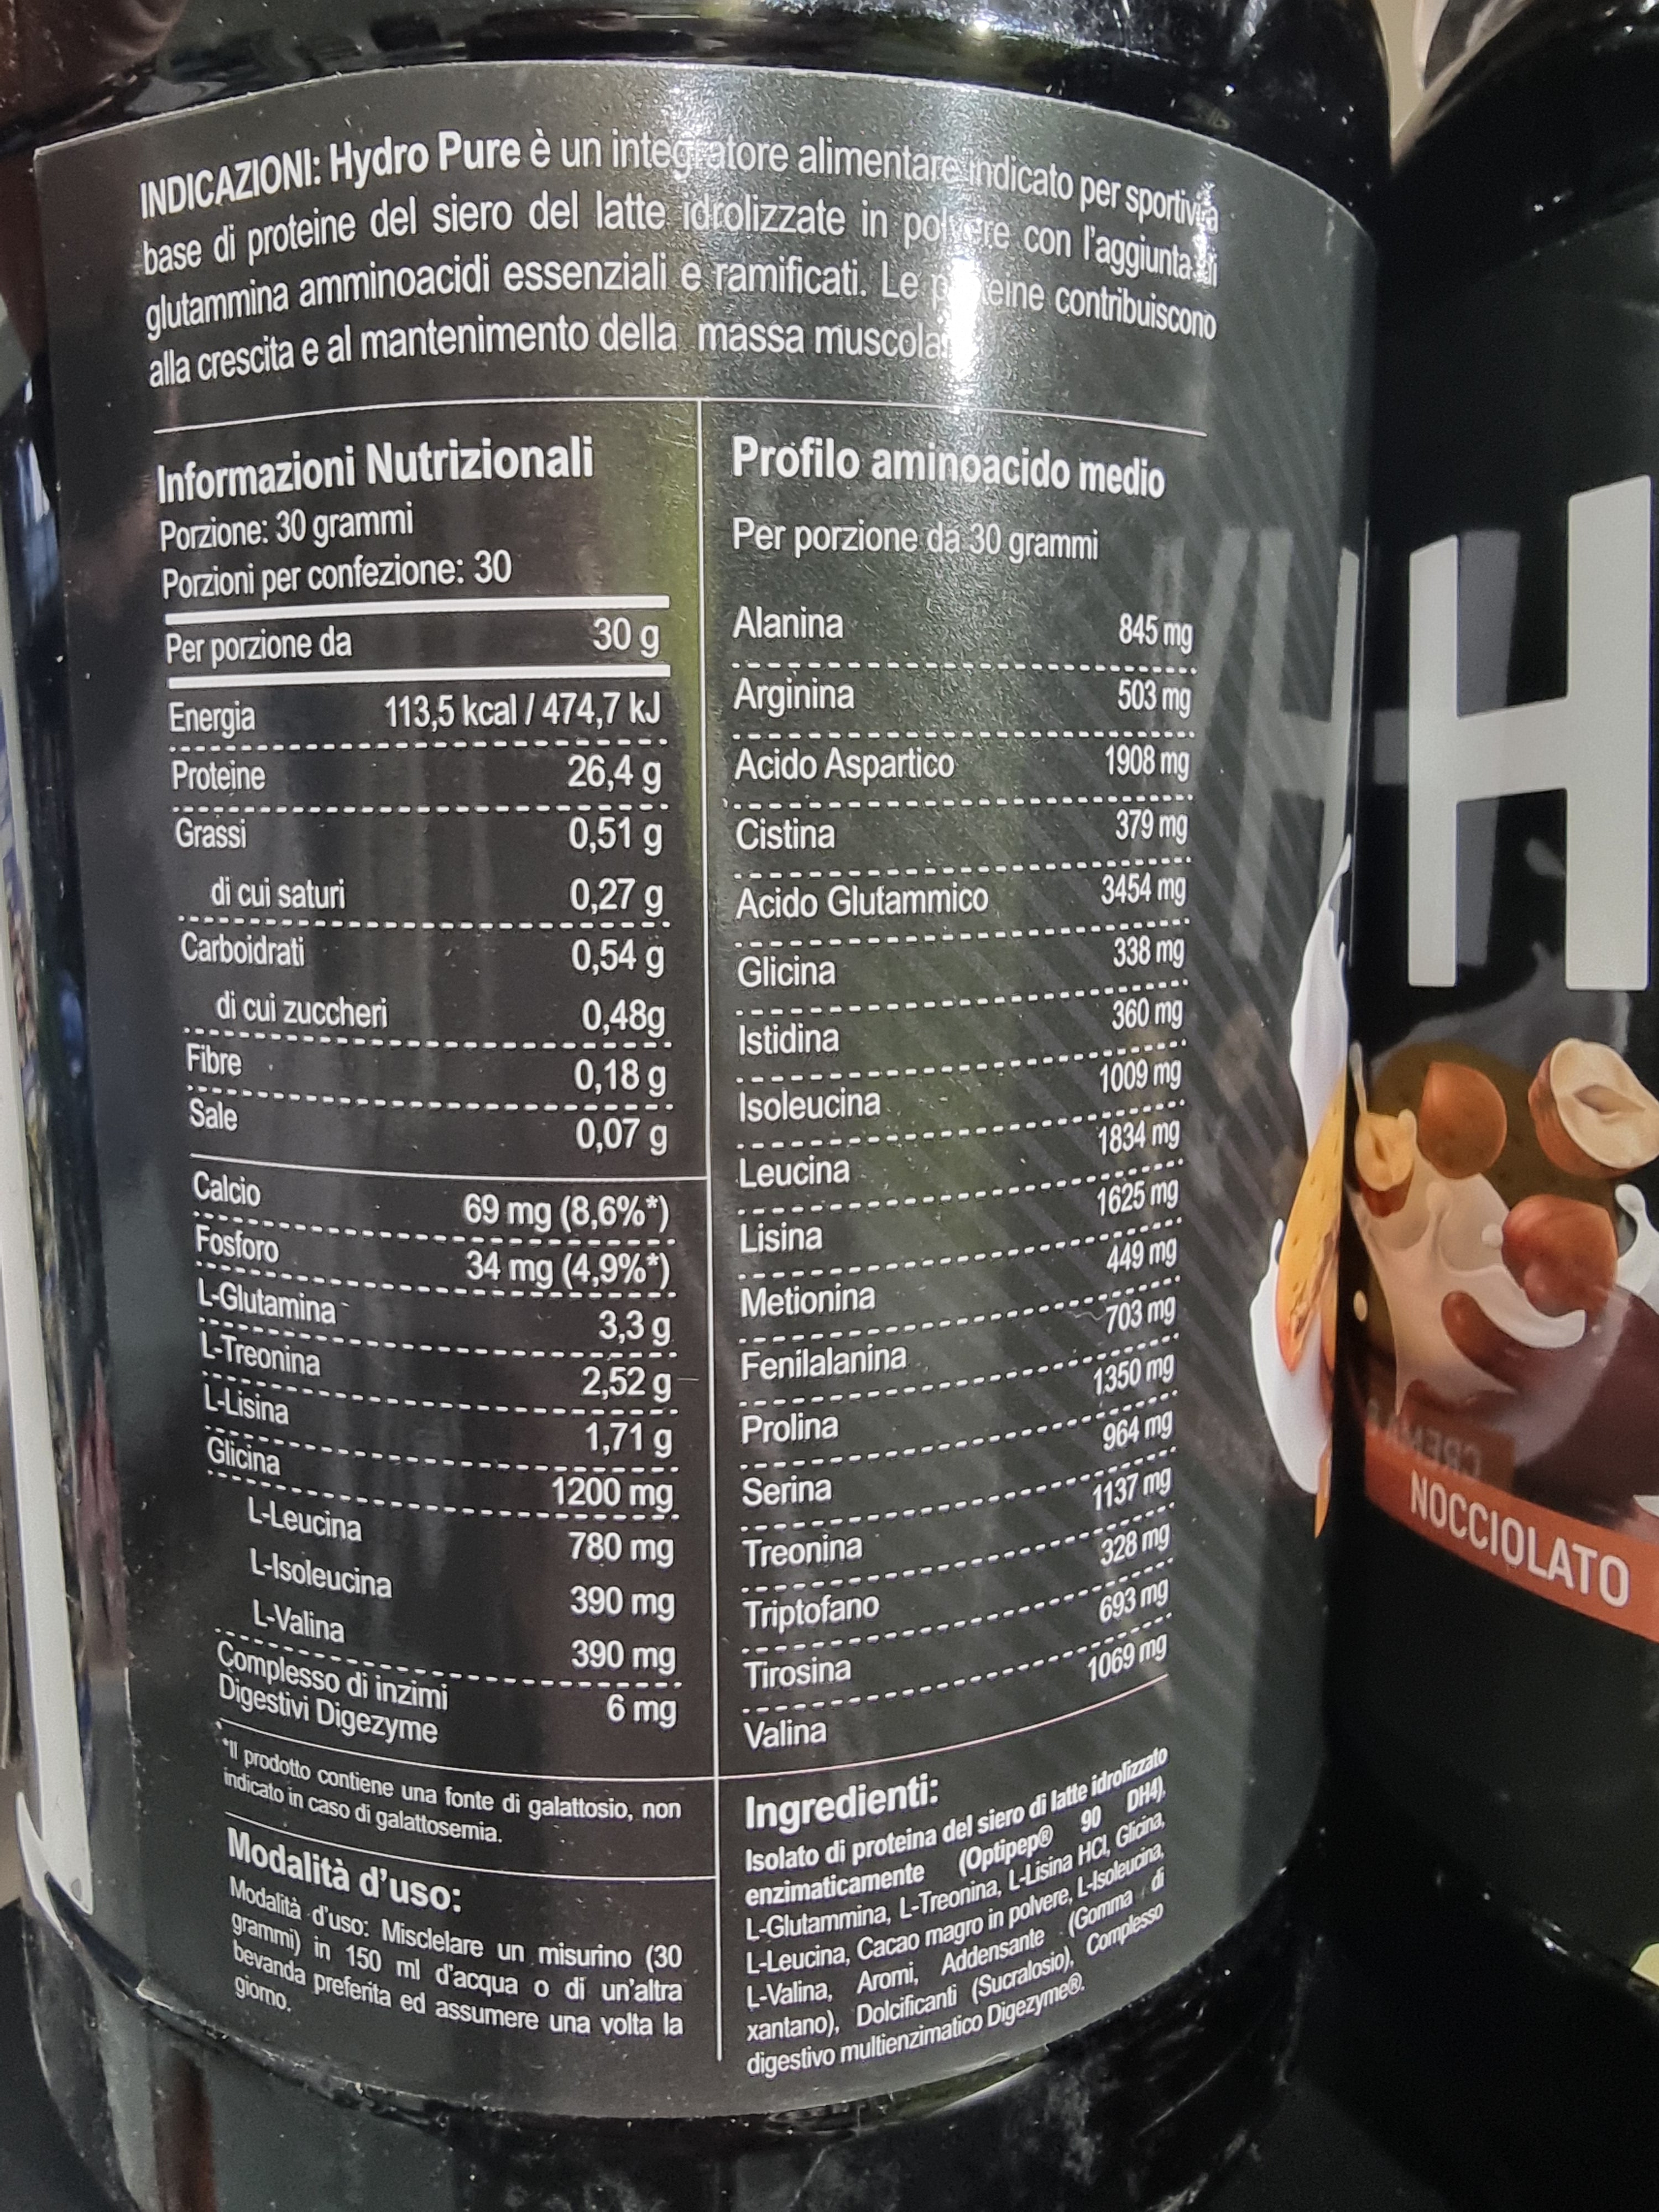 INDICAZIONI: Hydro Pure è un integratore alimentare indicato per sportivi a
base di proteine del siero del latte idrolizzate in polvere con l'aggiunta di
glutammina amminoacidi essenziali e ramificati. Le proteine contribuiscono
alla crescita e al mantenimento della massa muscola
Informazioni Nutrizionali
Porzione: 30 grammi
Porzioni per confezione: 30
Per porzione da 30 g
Energia 113,5 kcal / 474,7 kJ
Proteine 26,4 g
Grassi 0,51 g
di cui saturi 0,27 g
Carboidrati 0,54 g
di cui zuccheri 0,48g
Fibre 0,18 g
Sale 0,07 g
Calcio 69 mg (8,6%*)
Fosforo 34 mg (4,9%*)
L-Glutamina 3,3 g
L-Treonina 2,52 g
L-Lisina 1,71 g
Glicina 1200 mg
L-Leucina 780 mg
L-Isoleucina 390 mg
L-Valina 390 mg
Complesso di inzimi 6 mg
Digestivi Digezyme
*Il prodotto contiene una fonte di galattosio, non
indicato in caso di galattosemia.
Modalità d'uso:
Modalità d'uso: Misclelare un misurino (30
grammi) in 150 ml d'acqua o di un'altra
bevanda preferita ed assumere una volta la
giorno.
Profilo aminoacido medio
Per porzione da 30 grammi
Alanina 845 mg
Arginina 503 mg
Acido Aspartico 1908 mg
Cistina 379 mg
Acido Glutammico 3454 mg
Glicina 338 mg
Istidina 360 mg
Isoleucina 1009 mg
Leucina 1834 mg
Lisina 1625 mg
Metionina 449 mg
Fenilalanina 703 mg
Prolina 1350 mg
Serina 964 mg
Treonina 1137 mg
Triptofano 328 mg
Tirosina 693 mg
Valina 1069 mg
Ingredienti:
Isolato di proteina del siero di latte idrolizzato
enzimaticamente (Optipep® 90 DH4),
L-Glutammina, L-Treonina, L-Lisina HCl, Glicina,
L-Leucina, Cacao magro in polvere, L-Isoleucina,
L-Valina, Aromi, Addensante (Gomma di
xantano), Dolcificanti (Sucralosio), Complesso
digestivo multienzimatico Digezyme®.
H
NOCCIOLATO